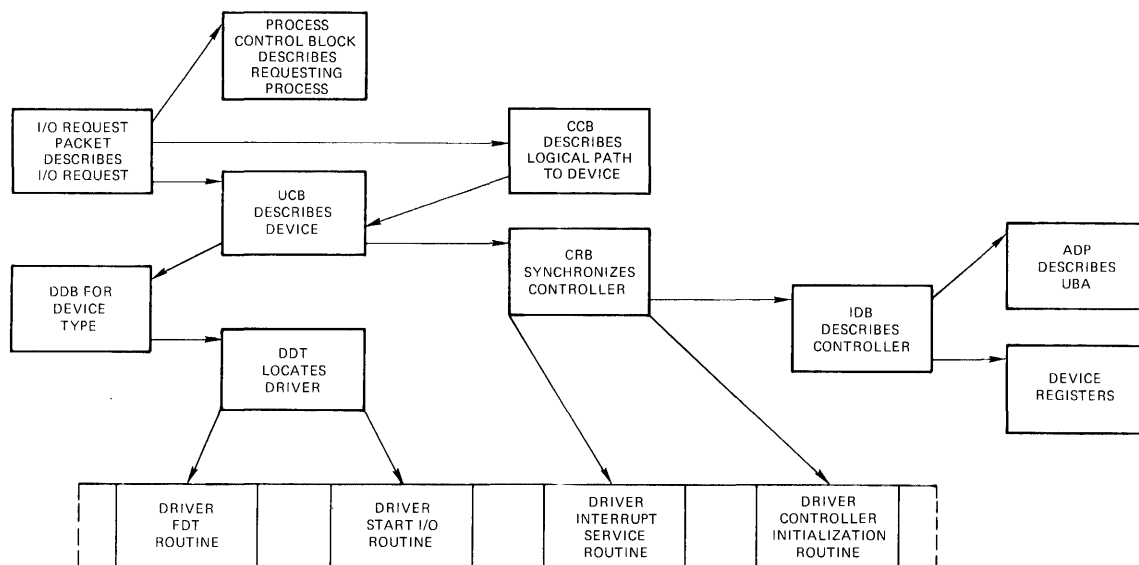 PROCESS
CONTROL BLOCK
DESCRIBES
REQUESTING
PROCESS
I/O REQUEST
PACKET
DESCRIBES
I/O REQUEST
CCB
DESCRIBES
LOGICAL PATH
TO DEVICE
UCB
DESCRIBES
DEVICE
CRB
SYNCHRONIZES
CONTROLLER
ADP
DESCRIBES
UBA
DDB FOR
DEVICE
TYPE
IDB
DESCRIBES
CONTROLLER
DDT
LOCATES
DRIVER
DEVICE
REGISTERS
DRIVER
FDT
ROUTINE
DRIVER
START I/O
ROUTINE
DRIVER
INTERRUPT
SERVICE
ROUTINE
DRIVER
CONTROLLER
INITIALIZATION
ROUTINE